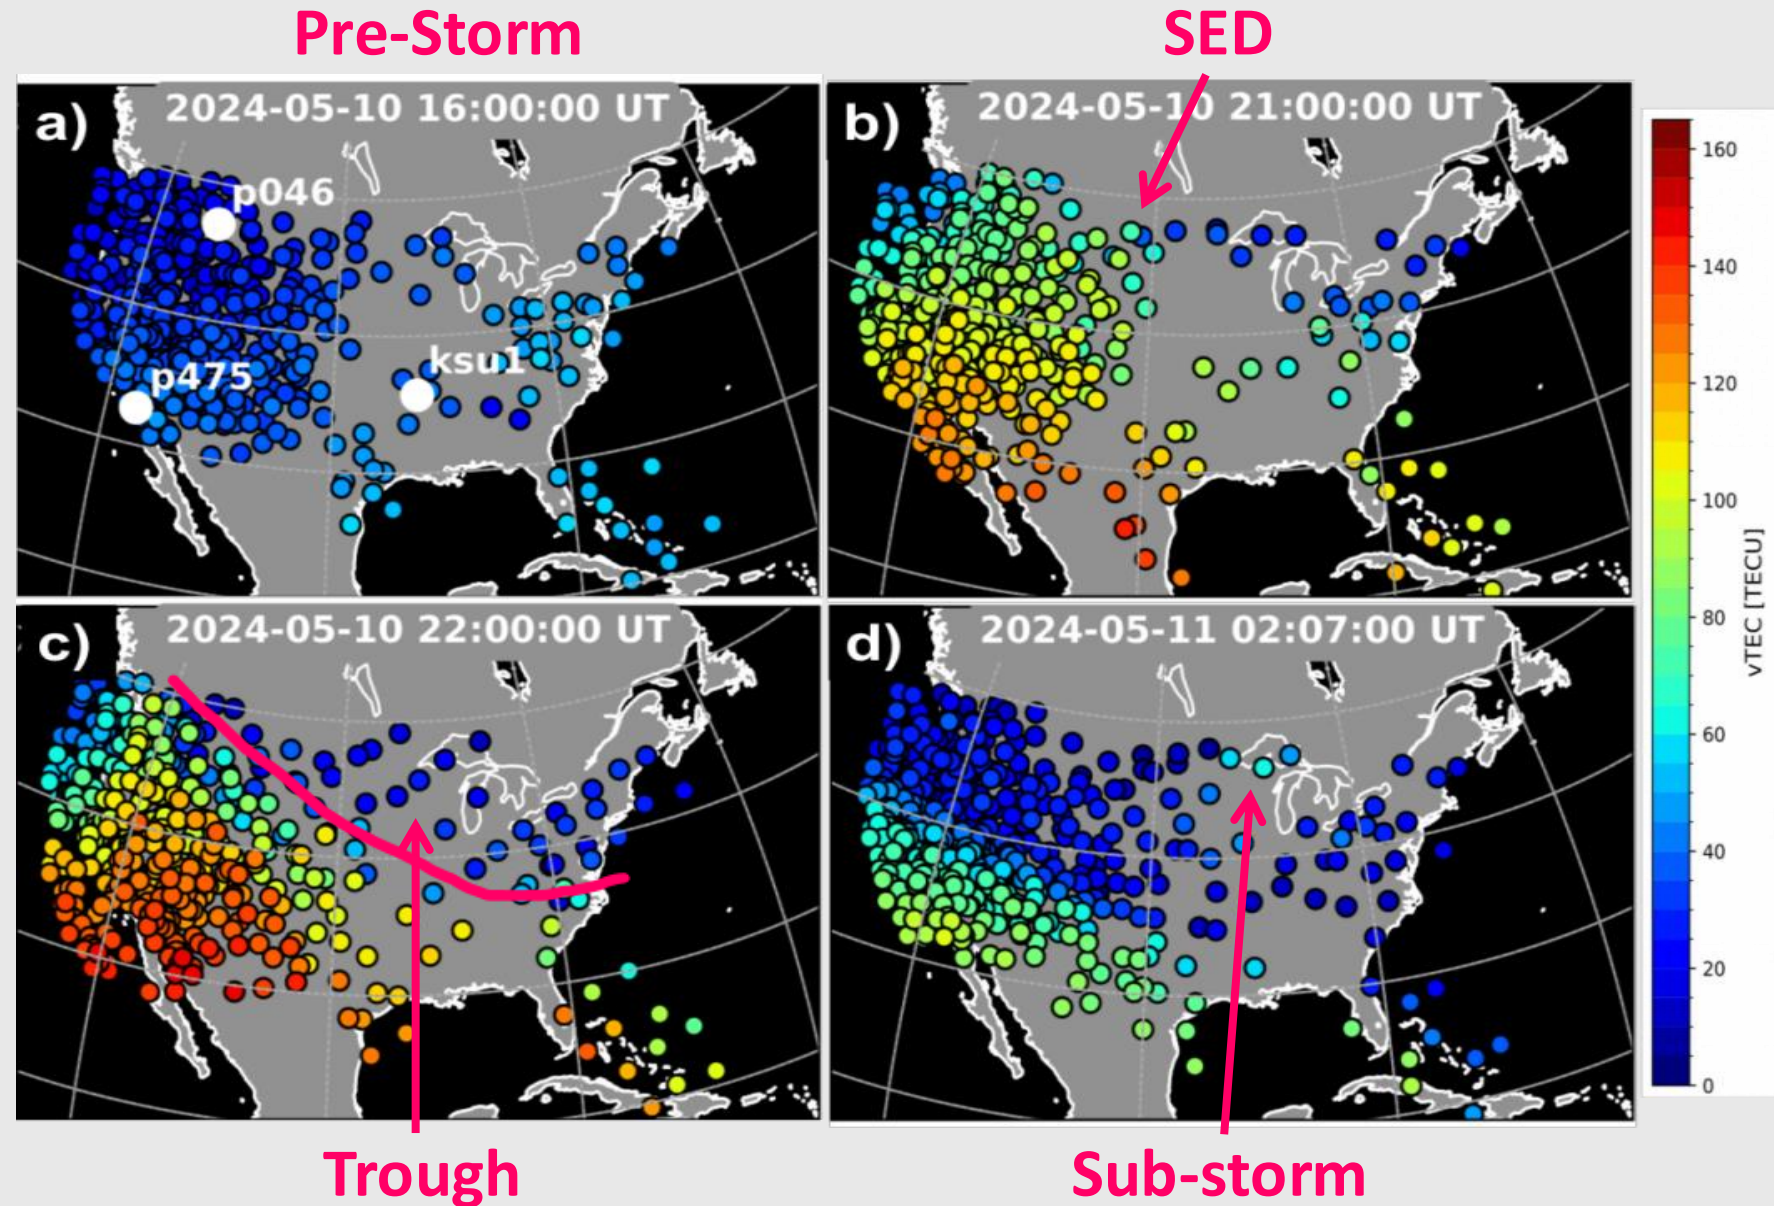 Pre-Storm
SED
a)
2024-05-10 16:00:00 UT
p046
p475
ksu1
b)
2024-05-10 21:00:00 UT
c)
2024-05-10 22:00:00 UT
d)
2024-05-11 02:07:00 UT
160
140
120
100
80
60
40
20
0
vTEC [TECU]
Trough
Sub-storm